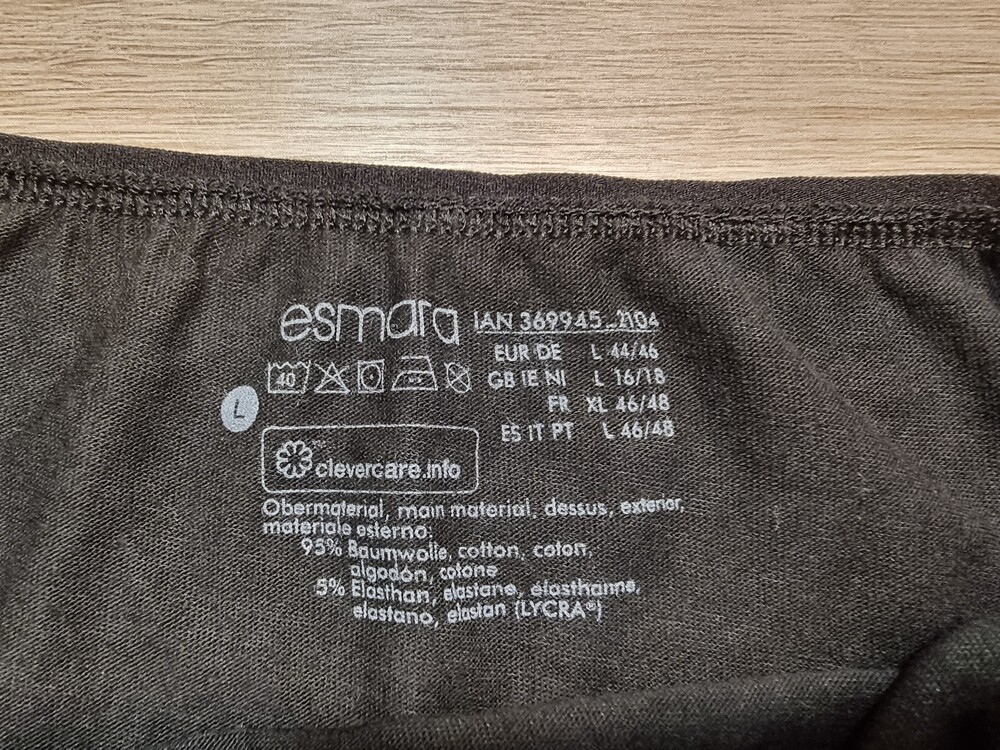 esmara IAN 369945_2104
EUR DE L 44/46
40 GB IE NI L 16/18
FR XL 46/48
L
ES IT PT L 46/48
clevercare.info
Obermaterial, main material, dessus, exterior,
materiale esterno:
95% Baumwolle, cotton, coton,
algodón, cotone
5% Elasthan, elastane, élasthanne,
elastano, elastan (LYCRA®)